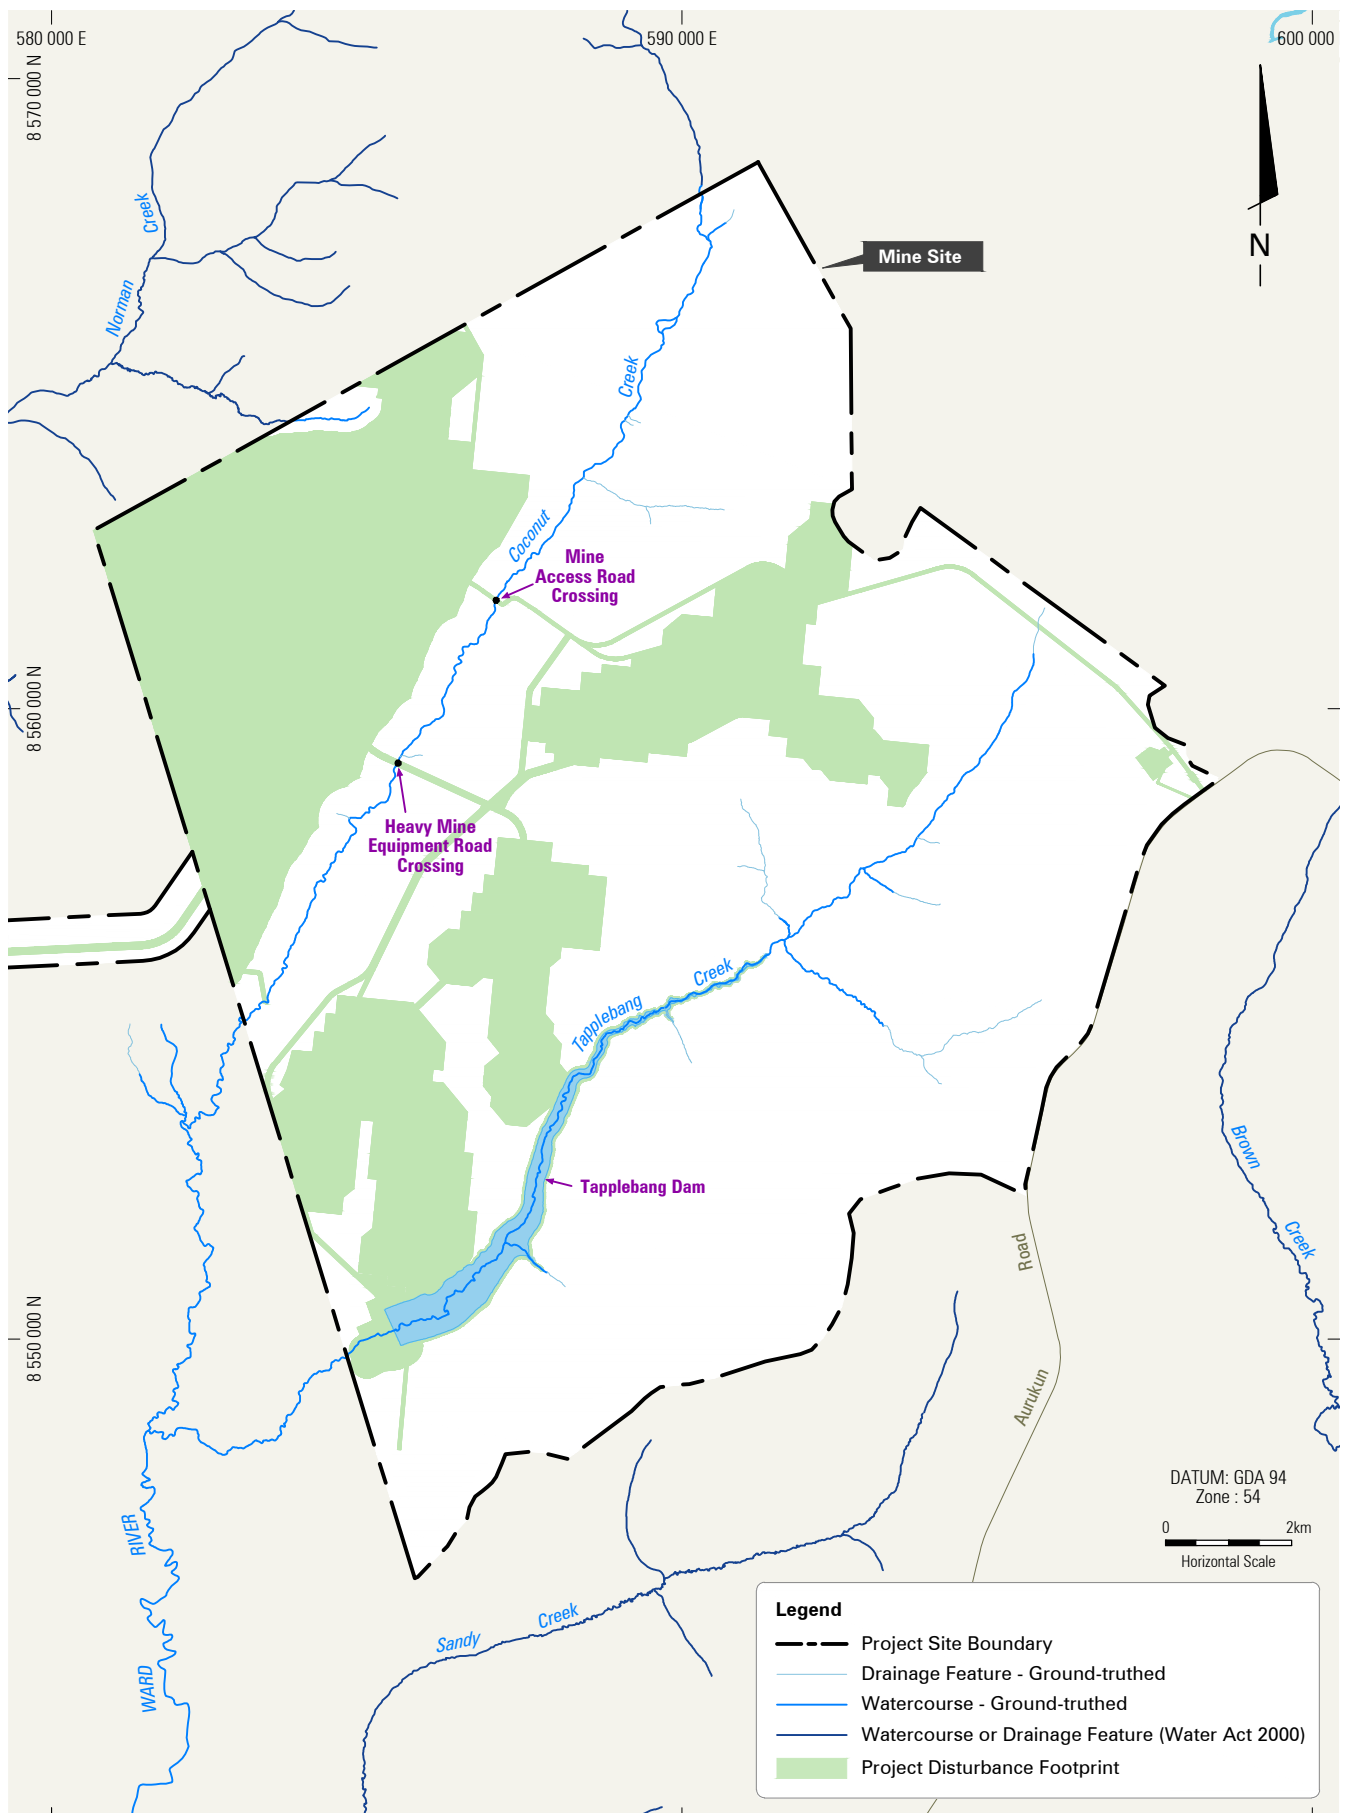 580 000 E
590 000 E
600 000
8 570 000 N
8 560 000 N
8 550 000 N
N
Mine Site
Creek
Norman
Creek
Coconut
Mine
Access Road
Crossing
Heavy Mine
Equipment Road
Crossing
Creek
Tapplebang
Tapplebang Dam
Brown
Creek
Road
Aurukun
RIVER
WARD
Creek
Sandy
DATUM: GDA 94
Zone : 54
0 2km
Horizontal Scale
Legend
Project Site Boundary
Drainage Feature - Ground-truthed
Watercourse - Ground-truthed
Watercourse or Drainage Feature (Water Act 2000)
Project Disturbance Footprint